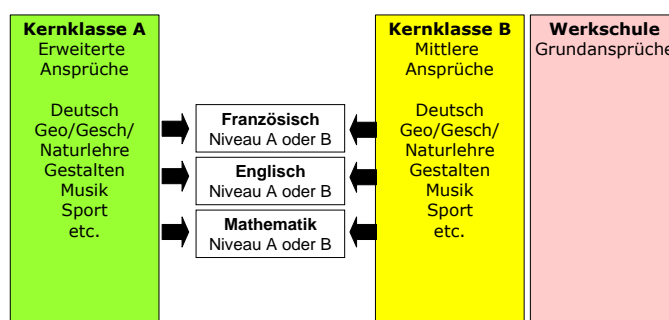 Kernklasse A
Erweiterte
Ansprüche
Deutsch
Geo/Gesch/
Naturlehre
Gestalten
Musik
Sport
etc.
Französisch
Niveau A oder B
Englisch
Niveau A oder B
Mathematik
Niveau A oder B
Kernklasse B
Mittlere
Ansprüche
Deutsch
Geo/Gesch/
Naturlehre
Gestalten
Musik
Sport
etc.
Werkschule
Grundansprüche